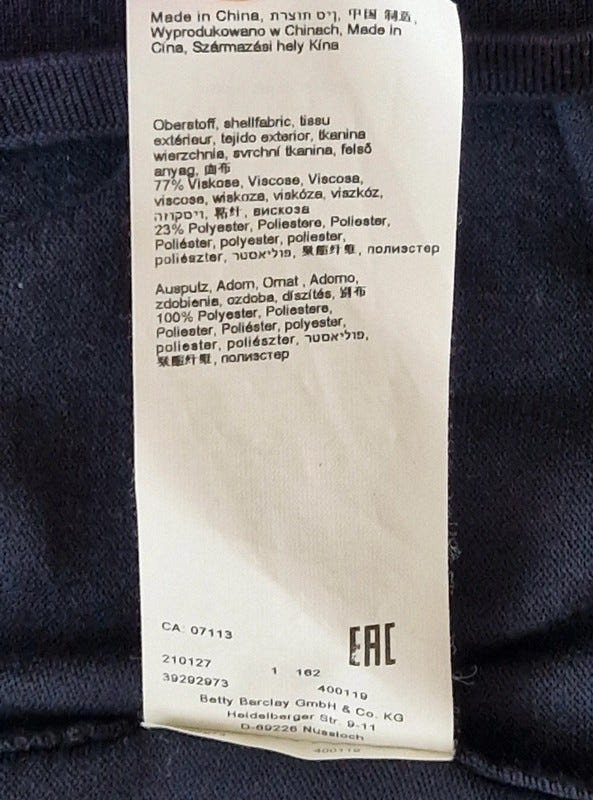 Made in China, תוצרת סין, 中国 制造,
Wyprodukowano w Chinach, Made in
Cina, Származási hely Kína
Oberstoff, shellfabric, tissu
extérieur, tejido exterior, tkanina
wierzchnia, svrchní tkanina, felső
anyag, 面布
77% Viskose, Viscose, Viscosa,
viscosa, wiskoza, viskóza, viszkóz,
ויסקוזה, 粘纤, вискоза
23% Polyester, Poliestere, Poliester,
Poliéster, polyester, poliester,
poliészter, פוליאסטר, 聚酯纤维, полиэстер
Ausputz, Adorn, Ornat, Adorno,
zdobienia, ozdoba, díszítés, 别布
100% Polyester, Poliestere,
Poliester, Poliéster, polyester,
poliester, poliészter, פוליאסטר,
聚酯纤维, полиэстер
CA: 07113
EAC
210127 1 162
39292973 400119
Betty Barclay GmbH & Co. KG
Heidelberger Str. 9-11
D-69226 Nussloch
400119